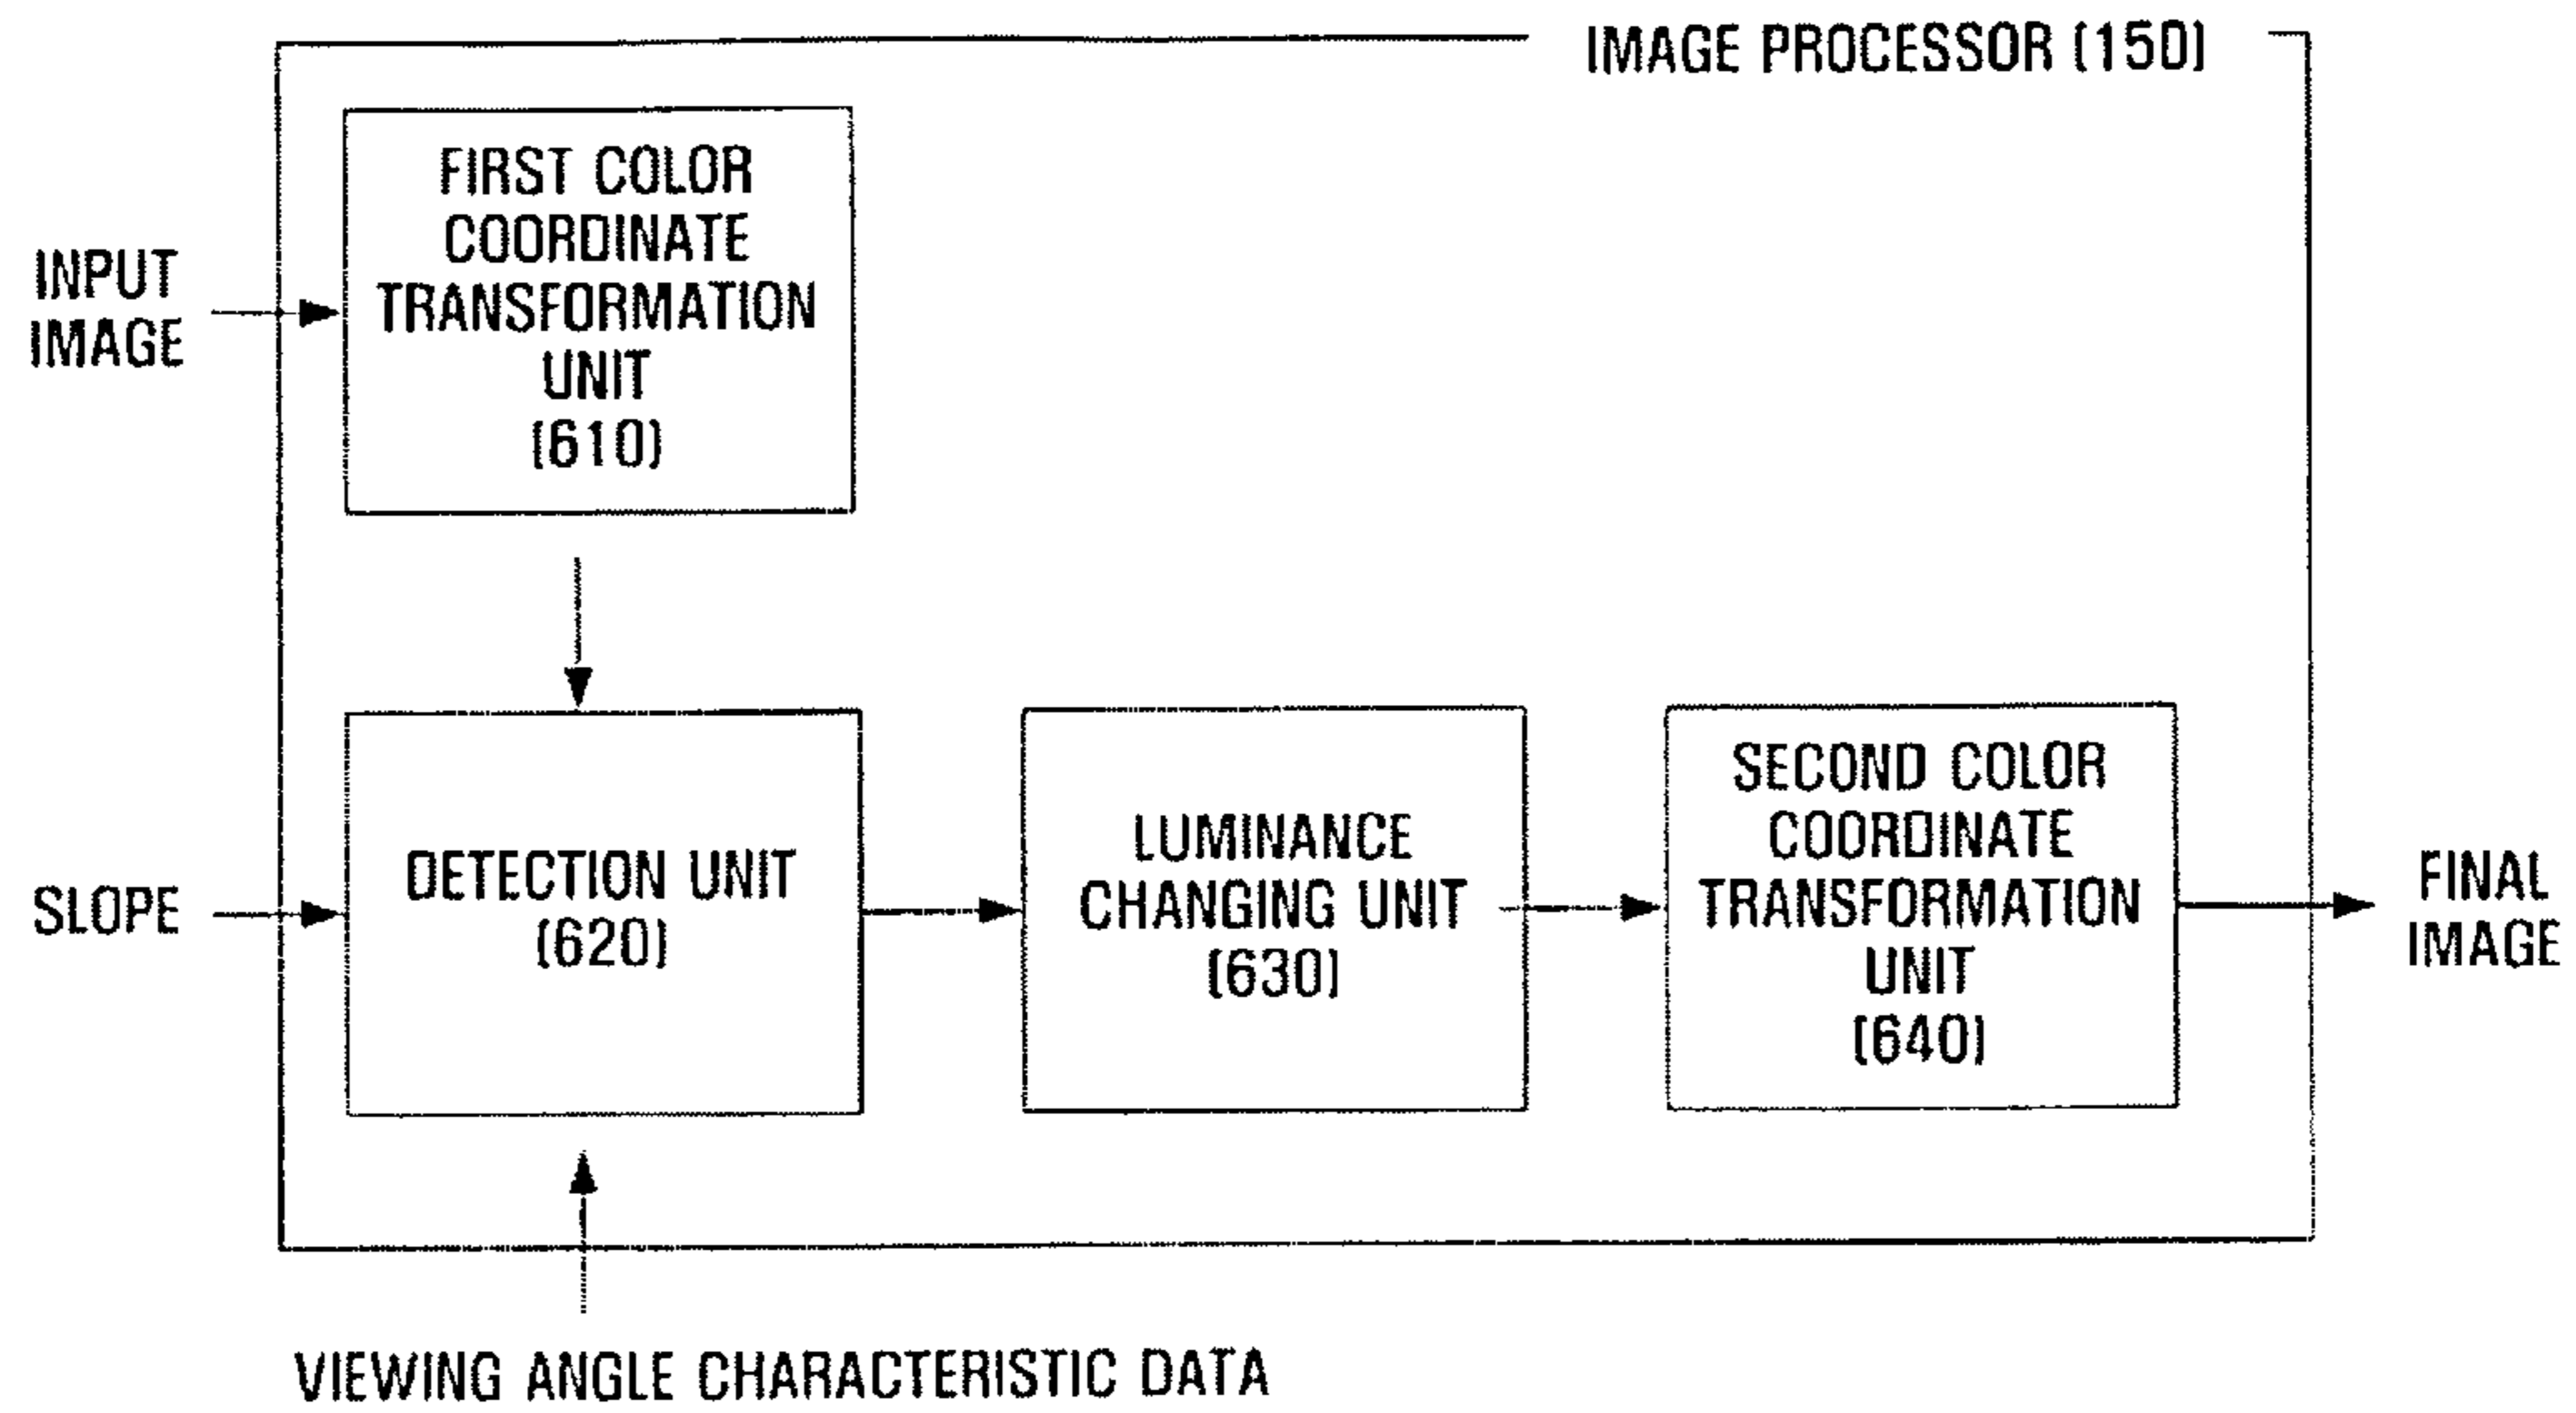 IMAGE PROCESSOR (150)
FIRST COLOR
COORDINATE
TRANSFORMATION
UNIT
(610)
INPUT
IMAGE
SLOPE
DETECTION UNIT
(620)
LUMINANCE
CHANGING UNIT
(630)
SECOND COLOR
COORDINATE
TRANSFORMATION
UNIT
(640)
FINAL
IMAGE
VIEWING ANGLE CHARACTERISTIC DATA